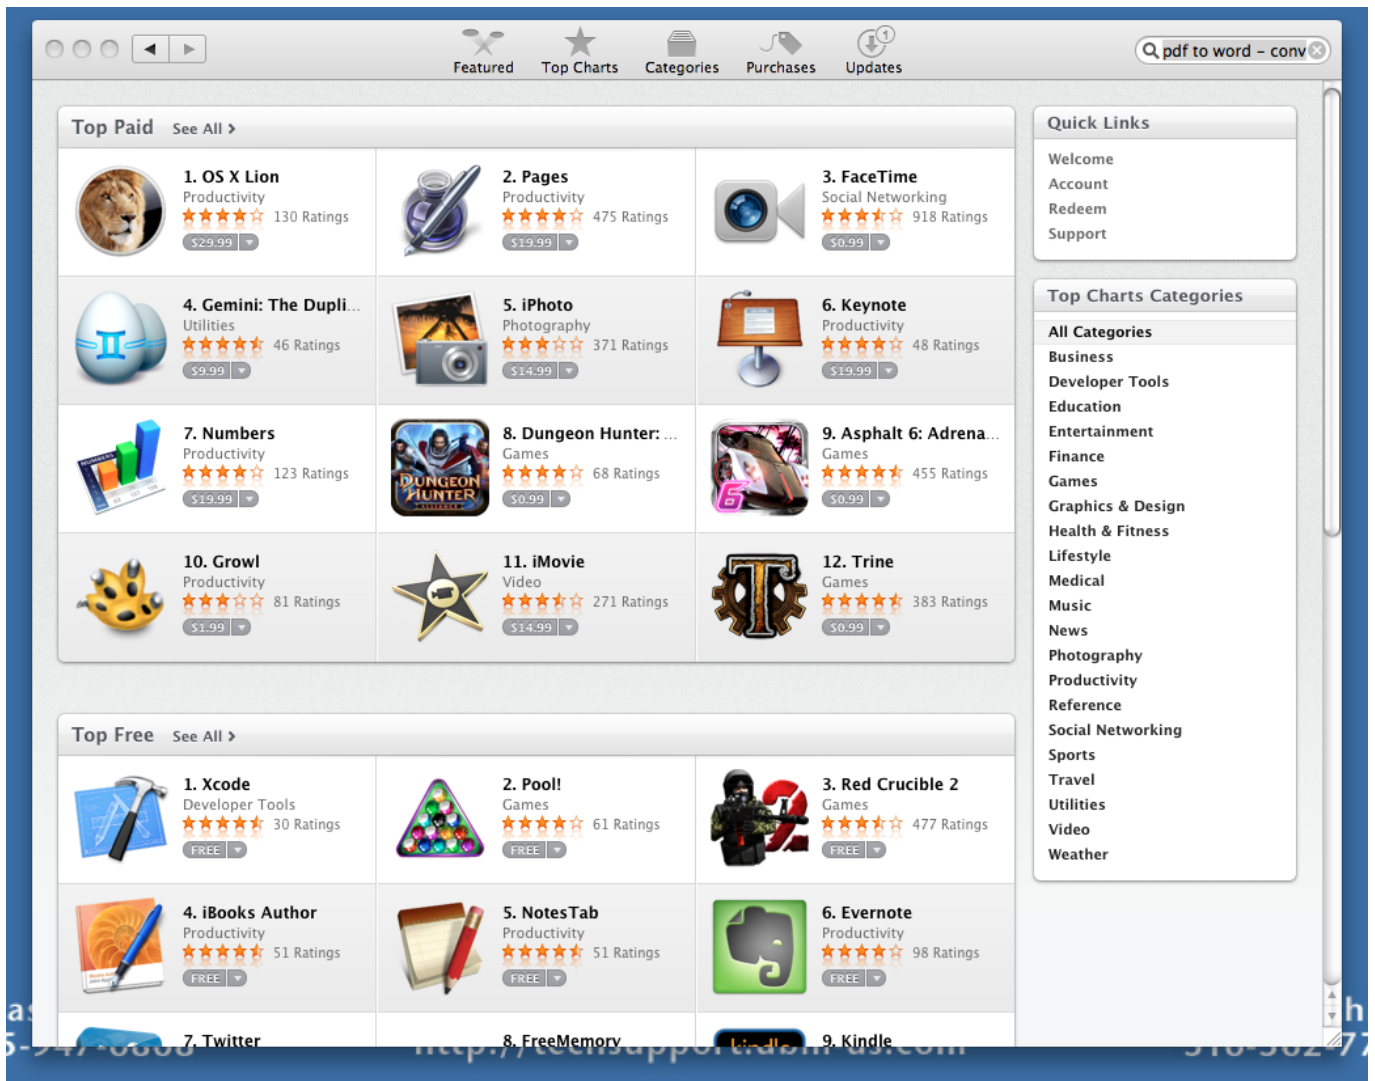 Featured
Top Charts
Categories
Purchases
1
Updates
pdf to word – conv
Top Paid See All >
1. OS X Lion
Productivity
130 Ratings
$29.99
2. Pages
Productivity
475 Ratings
$19.99
3. FaceTime
Social Networking
918 Ratings
$0.99
4. Gemini: The Dupli...
Utilities
46 Ratings
$9.99
5. iPhoto
Photography
371 Ratings
$14.99
6. Keynote
Productivity
48 Ratings
$19.99
7. Numbers
Productivity
123 Ratings
$19.99
NUMBERS
8. Dungeon Hunter: ...
Games
68 Ratings
$0.99
DUNGEON
HUNTER
ALLIANCE
9. Asphalt 6: Adrena...
Games
455 Ratings
$0.99
6
10. Growl
Productivity
81 Ratings
$1.99
11. iMovie
Video
271 Ratings
$14.99
12. Trine
Games
383 Ratings
$0.99
T
Top Free See All >
1. Xcode
Developer Tools
30 Ratings
FREE
2. Pool!
Games
61 Ratings
FREE
3. Red Crucible 2
Games
477 Ratings
FREE
2
4. iBooks Author
Productivity
51 Ratings
FREE
5. NotesTab
Productivity
51 Ratings
FREE
6. Evernote
Productivity
98 Ratings
FREE
7. Twitter
8. FreeMemory
9. Kindle
kindle
Quick Links
Welcome
Account
Redeem
Support
Top Charts Categories
All Categories
Business
Developer Tools
Education
Entertainment
Finance
Games
Graphics & Design
Health & Fitness
Lifestyle
Medical
Music
News
Photography
Productivity
Reference
Social Networking
Sports
Travel
Utilities
Video
Weather